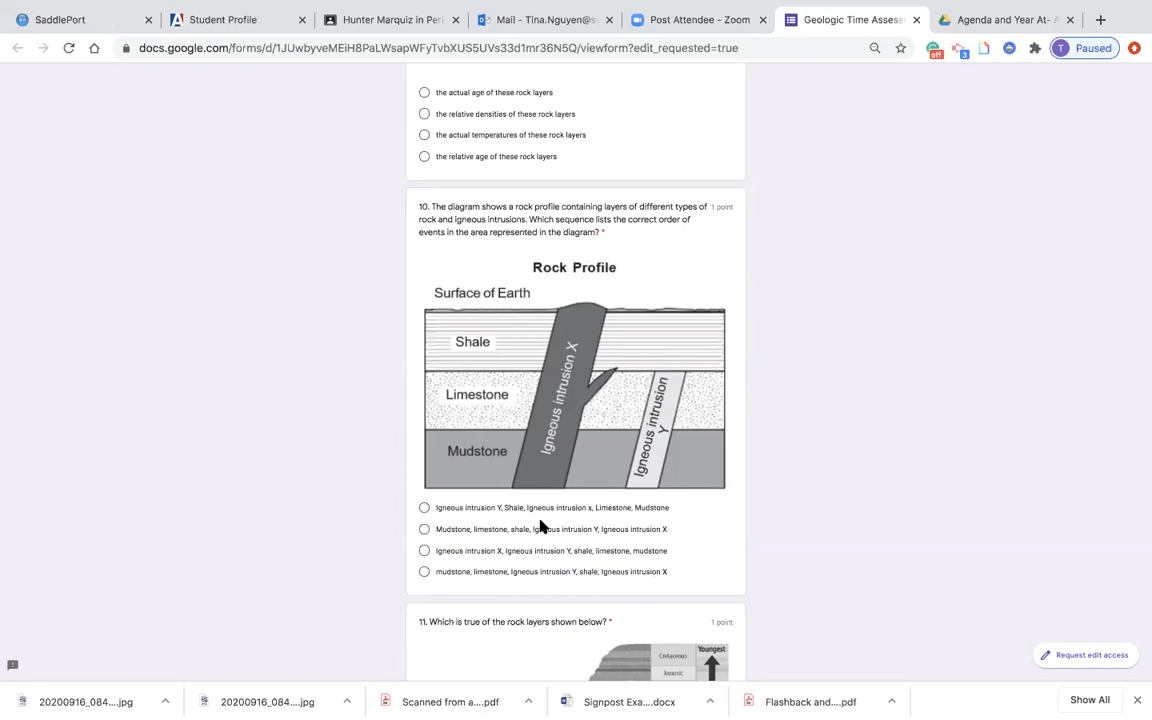 SaddlePort
Student Profile
Hunter Marquiz in Peri
Mail - Tina.Nguyen@s
Post Attendee - Zoom
Geologic Time Assess
Agenda and Year At- A
docs.google.com/forms/d/1JUwbyveMEiH8PaLWsapWFyTvbXUS5UVs33d1mr36N5Q/viewform?edit_requested=true
off
3
T
Paused
the actual age of these rock layers
the relative densities of these rock layers
the actual temperatures of these rock layers
the relative age of these rock layers
10. The diagram shows a rock profile containing layers of different types of 1 point
rock and igneous intrusions. Which sequence lists the correct order of
events in the area represented in the diagram? *
Rock Profile
Surface of Earth
Shale
Limestone
Mudstone
Igneous intrusion X
Igneous intrusion
Y
Igneous intrusion Y, Shale, Igneous intrusion x, Limestone, Mudstone
Mudstone, limestone, shale, Igneous intrusion Y, Igneous intrusion X
Igneous intrusion X, Igneous intrusion Y, shale, limestone, mudstone
mudstone, limestone, Igneous intrusion Y, shale, Igneous intrusion X
11. Which is true of the rock layers shown below? * 1 point
Cretaceous
Youngest
Jurassic
Request edit access
20200916_084....jpg
20200916_084....jpg
Scanned from a....pdf
Signpost Exa....docx
Flashback and....pdf
Show All